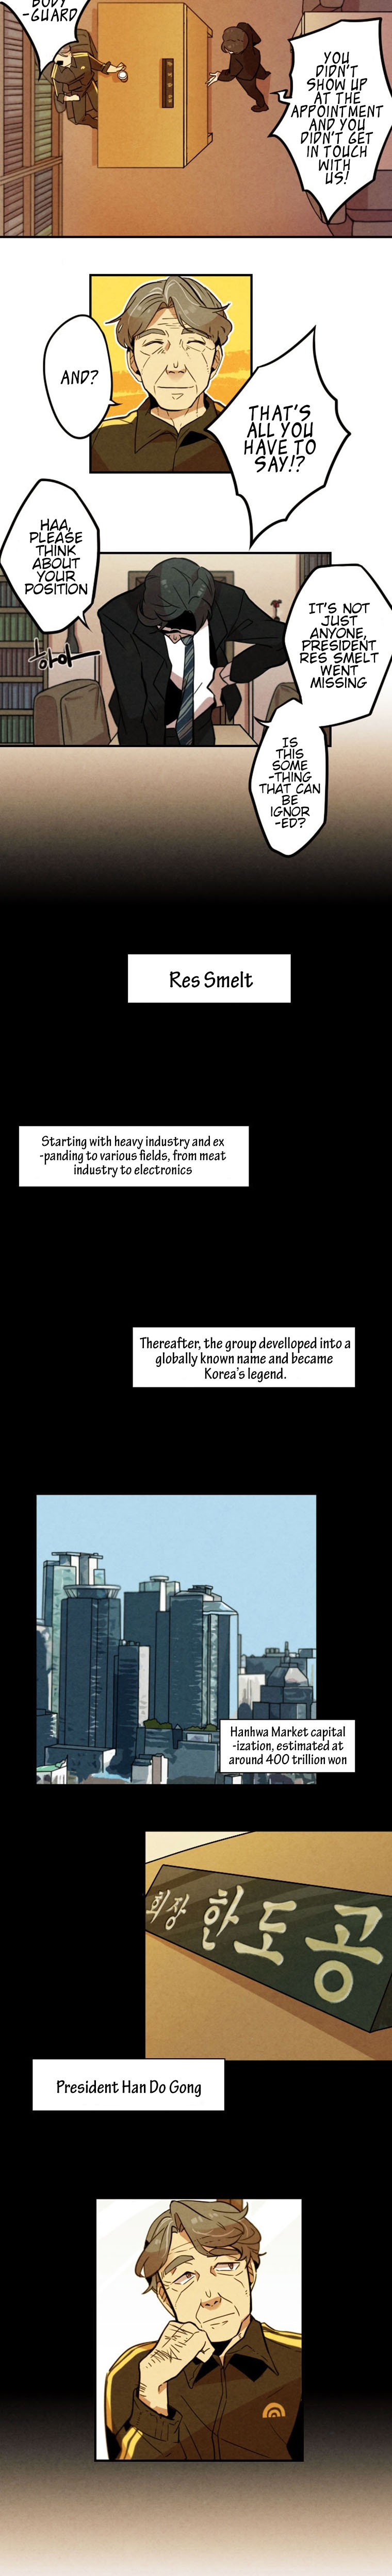 BODY
-GUARD
YOU
DIDN'T
SHOW UP
AT THE
APPOINTMENT
AND YOU
DIDN'T GET
IN TOUCH
WITH
US!
AND?
THAT'S
ALL YOU
HAVE TO
SAY!?
HAA,
PLEASE
THINK
ABOUT
YOUR
POSITION
하아
IT'S NOT
JUST
ANYONE,
PRESIDENT
RES SMELT
WENT
MISSING
IS
THIS
SOME
-THING
THAT CAN
BE
IGNOR
-ED?
Res Smelt
Starting with heavy industry and ex
-panding to various fields, from meat
industry to electronics
Thereafter, the group develloped into a
globally known name and became
Korea's legend.
Hanhwa Market capital
-ization, estimated at
around 400 trillion won
회장 한도공
President Han Do Gong